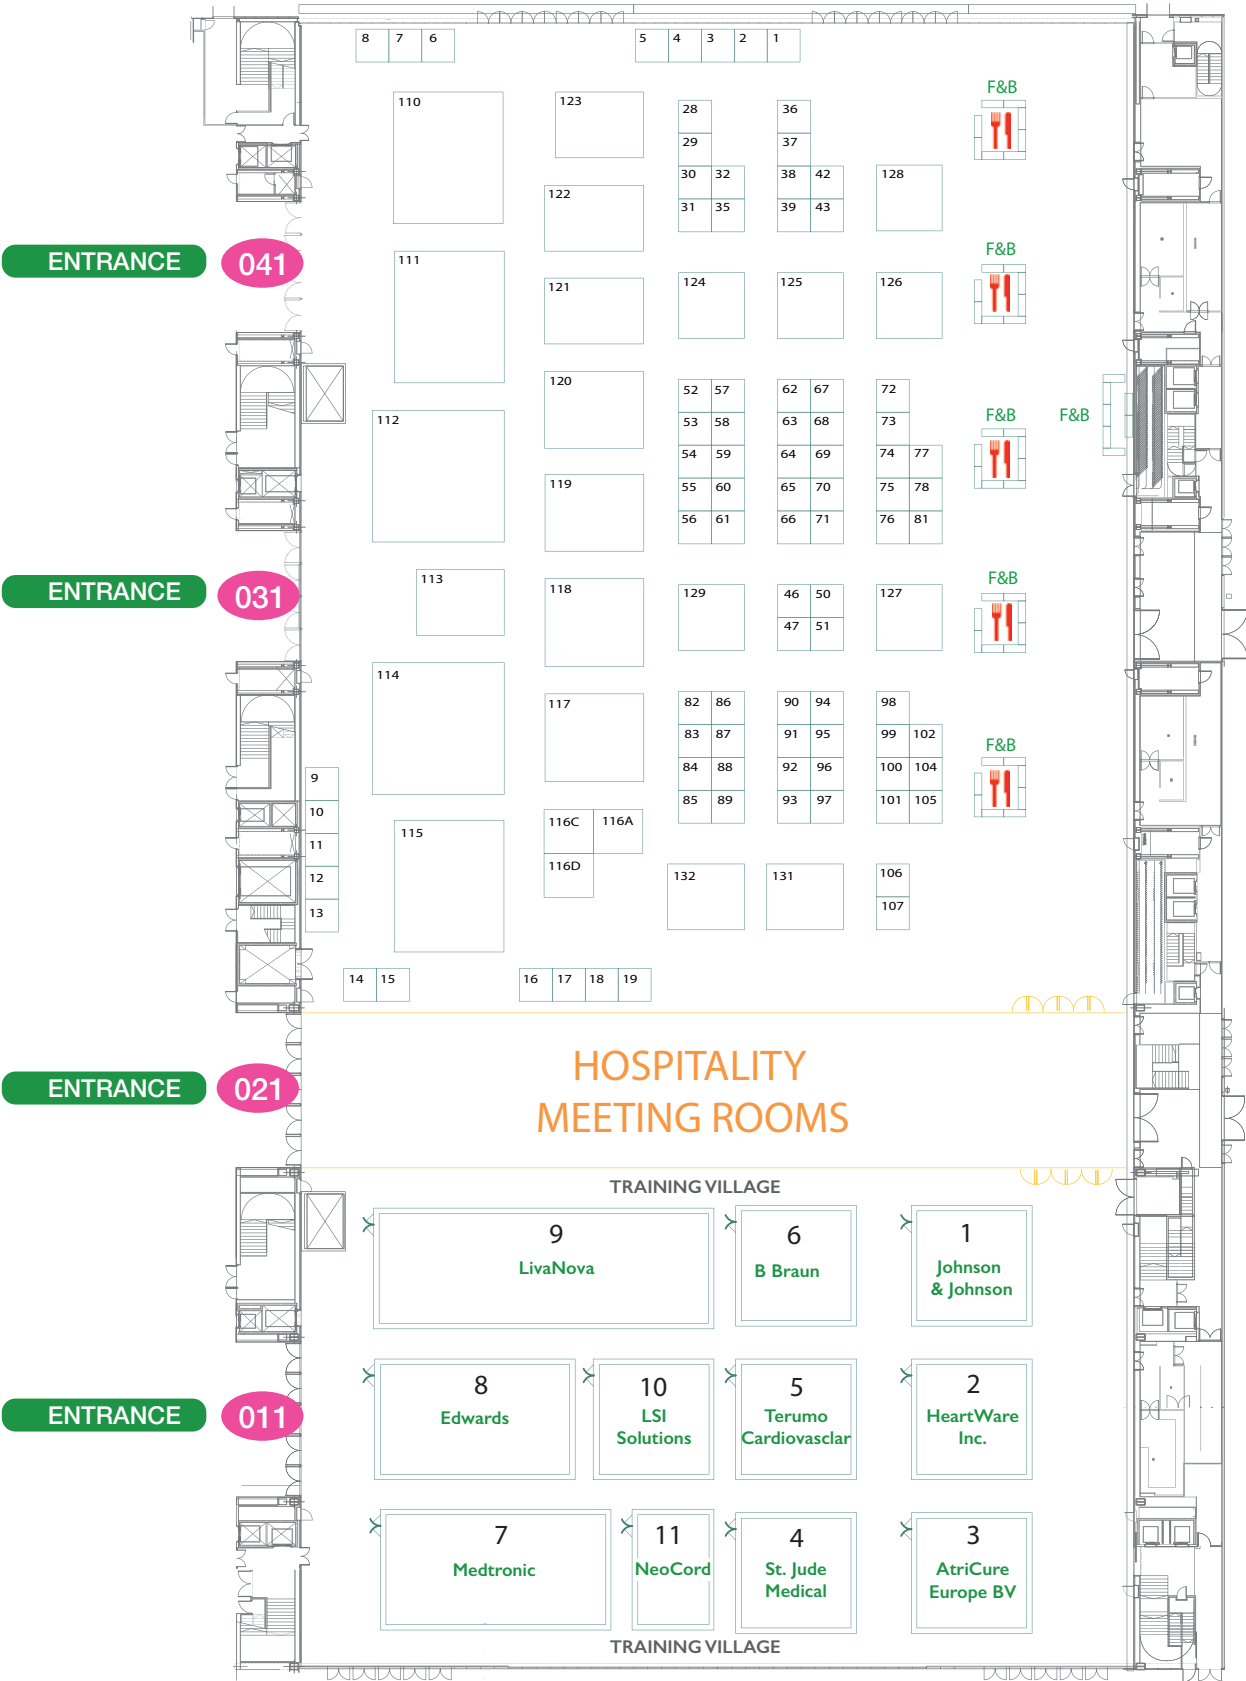 8 7 6 5 4 3 2 1
F&B
110 123 28 36
29 37
30 32 38 42 128
122
31 35 39 43
ENTRANCE 041
F&B
111
121 124 125 126
120 52 57 62 67 72
112 53 58 63 68 73 F&B F&B
54 59 64 69 74 77
119 55 60 65 70 75 78
56 61 66 71 76 81
113
F&B
ENTRANCE 031
118 129 46 50 127
47 51
114
117 82 86 90 94 98
83 87 91 95 99 102
F&B
9 84 88 92 96 100 104
10 85 89 93 97 101 105
116C 116A
115
11
116D
12 132 131 106
13 107
14 15 16 17 18 19
HOSPITALITY
MEETING ROOMS
ENTRANCE 021
TRAINING VILLAGE
9
LivaNova
6
B Braun
1
Johnson
& Johnson
8
Edwards
10
LSI
Solutions
5
Terumo
Cardiovasclar
2
HeartWare
Inc.
ENTRANCE 011
7
Medtronic
11
NeoCord
4
St. Jude
Medical
3
AtriCure
Europe BV
TRAINING VILLAGE